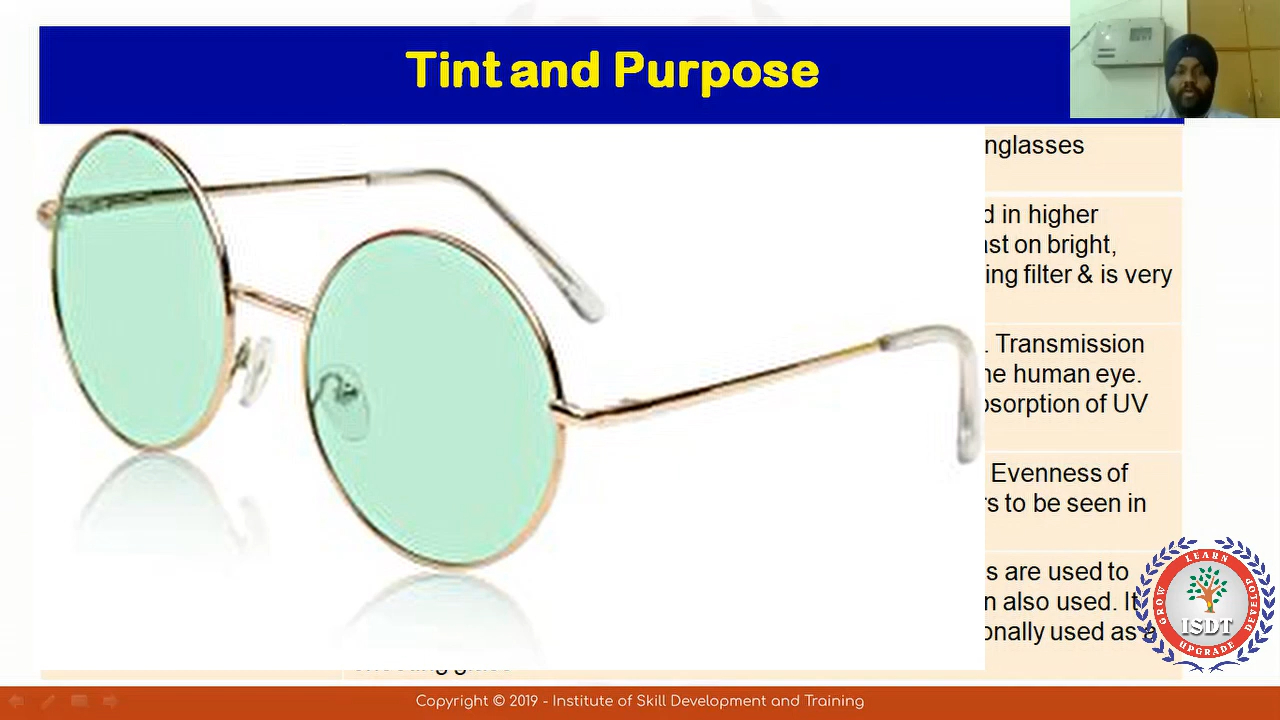 Tint and Purpose
nglasses
d in higher
ast on bright,
ing filter & is very
. Transmission
he human eye.
bsorption of UV
Evenness of
rs to be seen in
s are used to
n also used. It
onally used as a
GROW LEARN DEVELOP UPGRADE
ISDT
Copyright © 2019 - Institute of Skill Development and Training